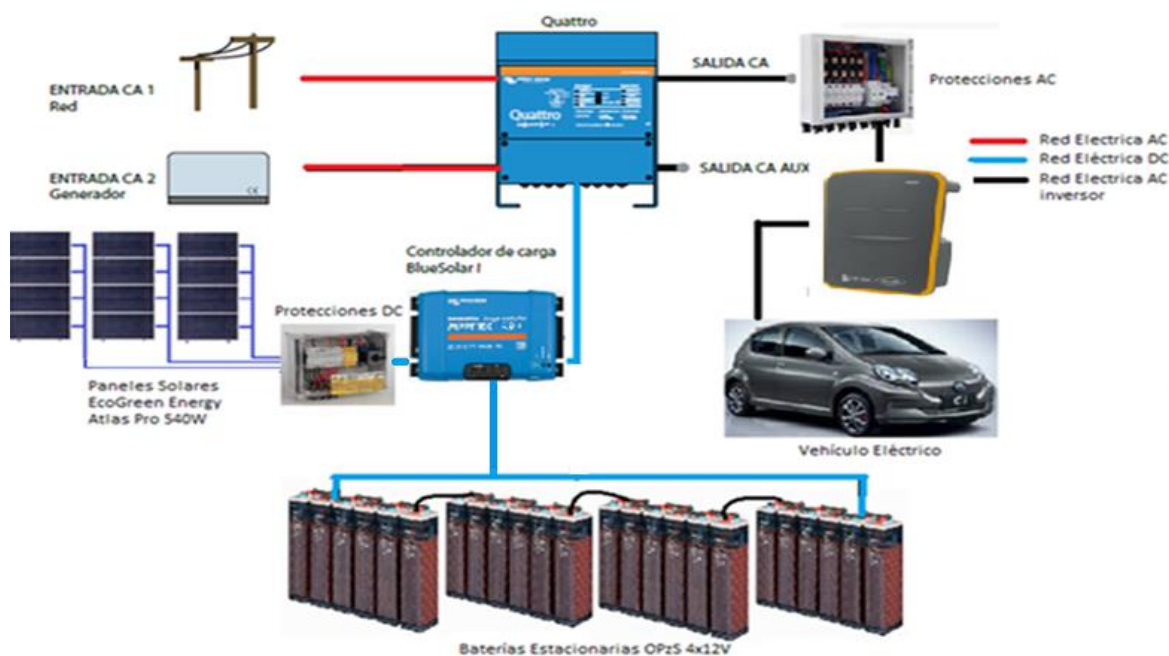 Quattro
ENTRADA CA 1
Red
SALIDA CA
Protecciones AC
Quattro
Red Electrica AC
Red Eléctrica DC
Red Electrica AC
inversor
ENTRADA CA 2
Generador
SALIDA CA AUX
Controlador de carga
BlueSolar I
Protecciones DC
Paneles Solares
EcoGreen Energy
Atlas Pro 540W
Vehículo Eléctrico
Baterías Estacionarias OPzS 4x12V